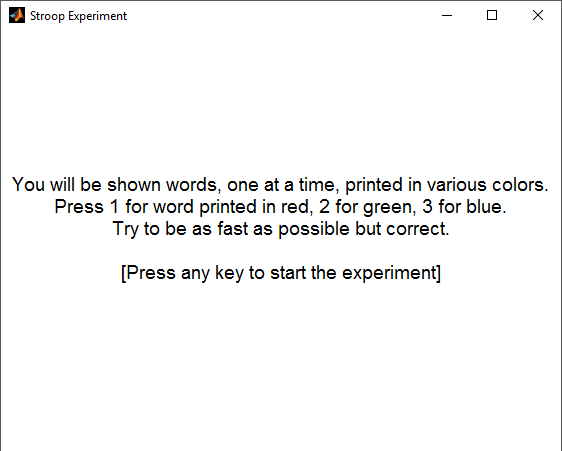 Stroop Experiment
You will be shown words, one at a time, printed in various colors.
Press 1 for word printed in red, 2 for green, 3 for blue.
Try to be as fast as possible but correct.
[Press any key to start the experiment]